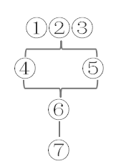 ①②③
④ ⑤
⑥
⑦